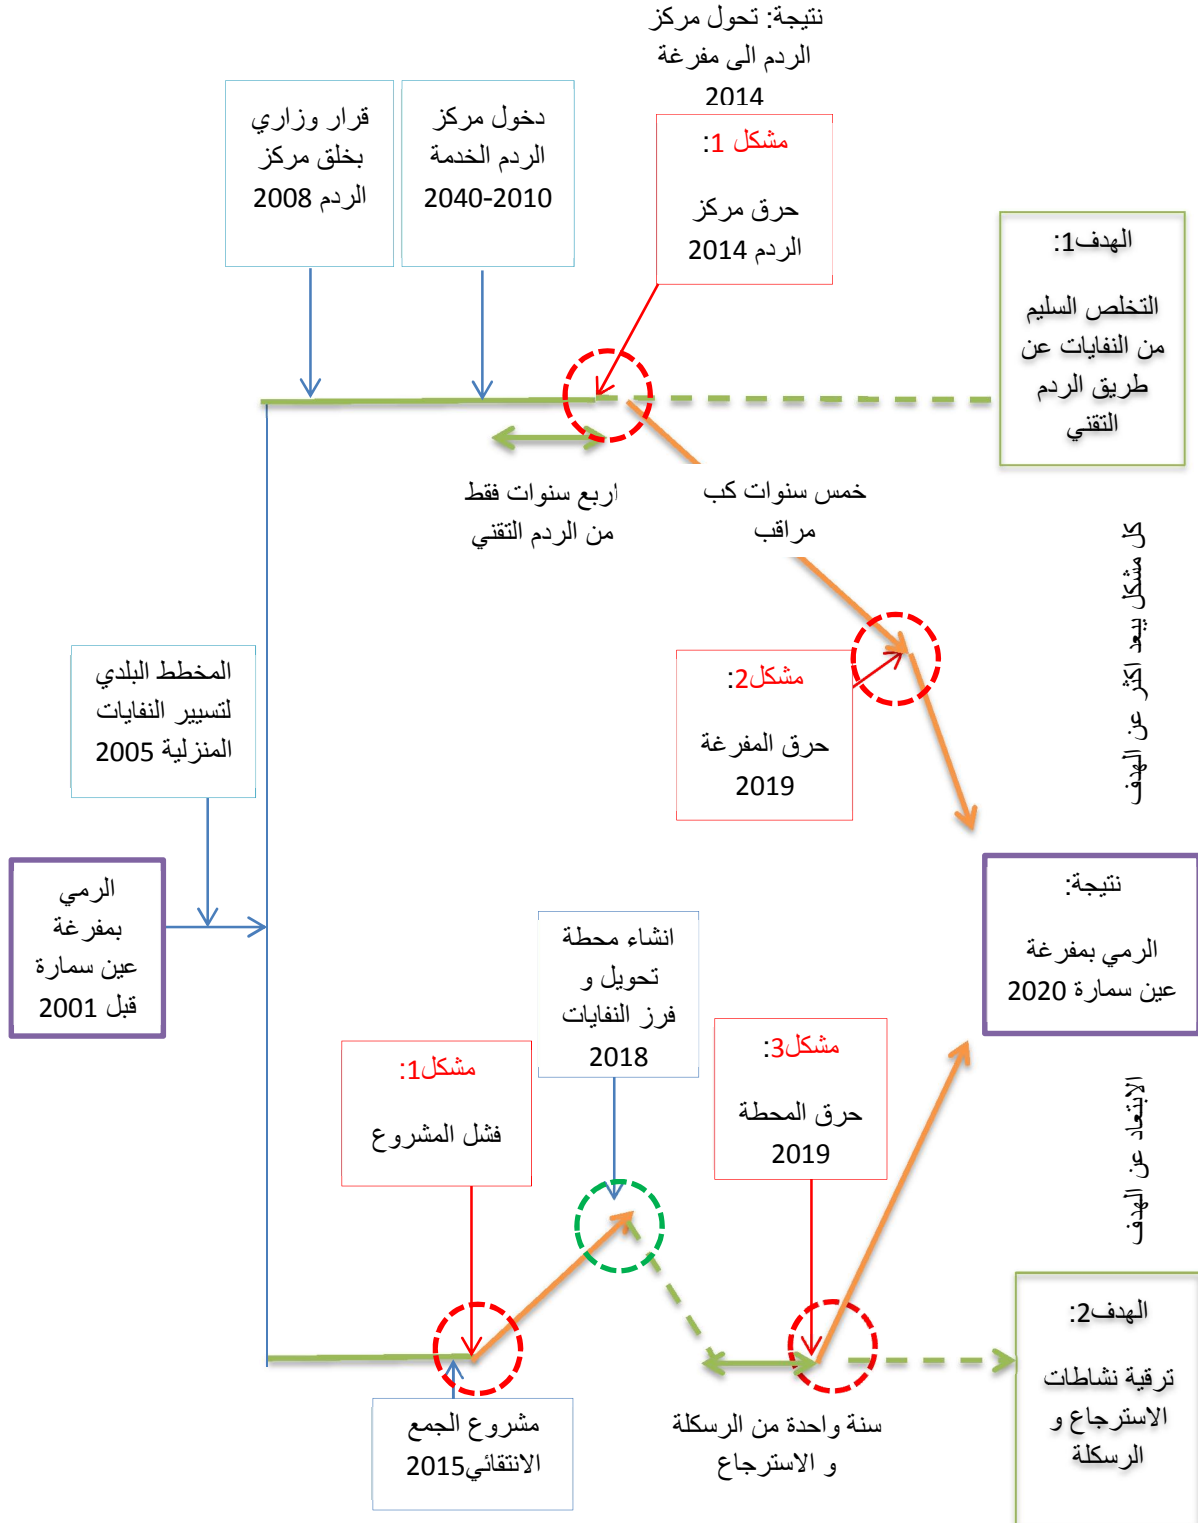 نتيجة: تحول مركز
الردم الى مفرغة
2014
قرار وزاري
بخلق مركز
الردم 2008
دخول مركز
الردم الخدمة
2040-2010
مشكل 1:
حرق مركز
الردم 2014
الهدف1:
التخلص السليم
من النفايات عن
طريق الردم
التقني
اربع سنوات فقط
من الردم التقني
خمس سنوات كب
مراقب
كل مشكل يبعد اكثر عن الهدف
المخطط البلدي
لتسيير النفايات
المنزلية 2005
مشكل2:
حرق المفرغة
2019
الرمي
بمفرغة
عين سمارة
قبل 2001
نتيجة:
الرمي بمفرغة
عين سمارة 2020
انشاء محطة
تحويل و
فرز النفايات
2018
مشكل1:
فشل المشروع
مشكل3:
حرق المحطة
2019
الابتعاد عن الهدف
الهدف2:
ترقية نشاطات
الاسترجاع و
الرسكلة
مشروع الجمع
الانتقائي2015
سنة واحدة من الرسكلة
و الاسترجاع